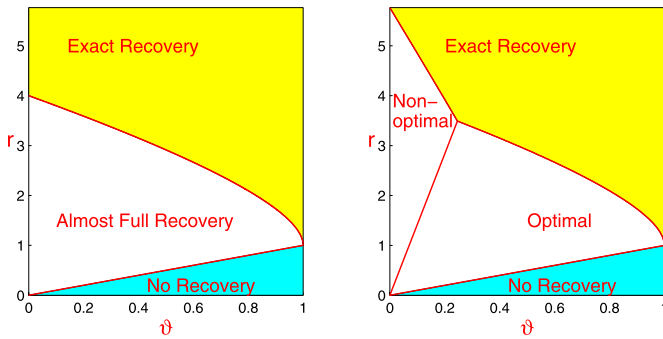 5
4
3
2
1
0
r
Exact Recovery
Almost Full Recovery
No Recovery
0
0.2
0.4
0.6
0.8
1
ϑ
5
4
3
2
1
0
r
Exact Recovery
Non-
optimal
Optimal
No Recovery
0
0.2
0.4
0.6
0.8
1
ϑ